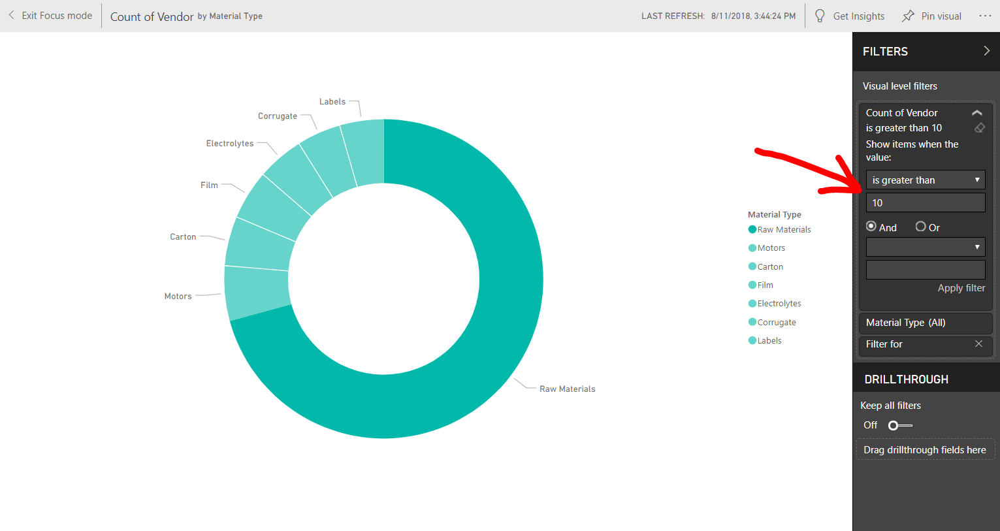 Exit Focus mode
Count of Vendor by Material Type
LAST REFRESH: 8/11/2018, 3:44:24 PM
Get Insights
Pin visual
Labels
Corrugate
Electrolytes
Film
Carton
Motors
Raw Materials
Material Type
Raw Materials
Motors
Carton
Film
Electrolytes
Corrugate
Labels
FILTERS
Visual level filters
Count of Vendor
is greater than 10
Show items when the
value:
is greater than
10
And Or
Apply filter
Material Type (All)
Filter for
DRILLTHROUGH
Keep all filters
Off
Drag drillthrough fields here